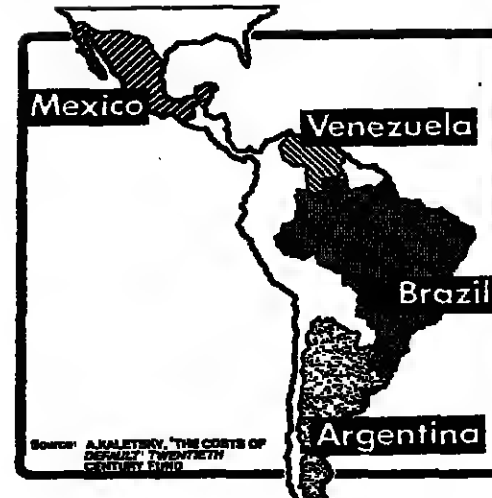 Mexico
Venezuela
Brazil
Argentina
Source: A.KALETSKY, 'THE COSTS OF
DEFAULT' TWENTIETH
CENTURY FUND